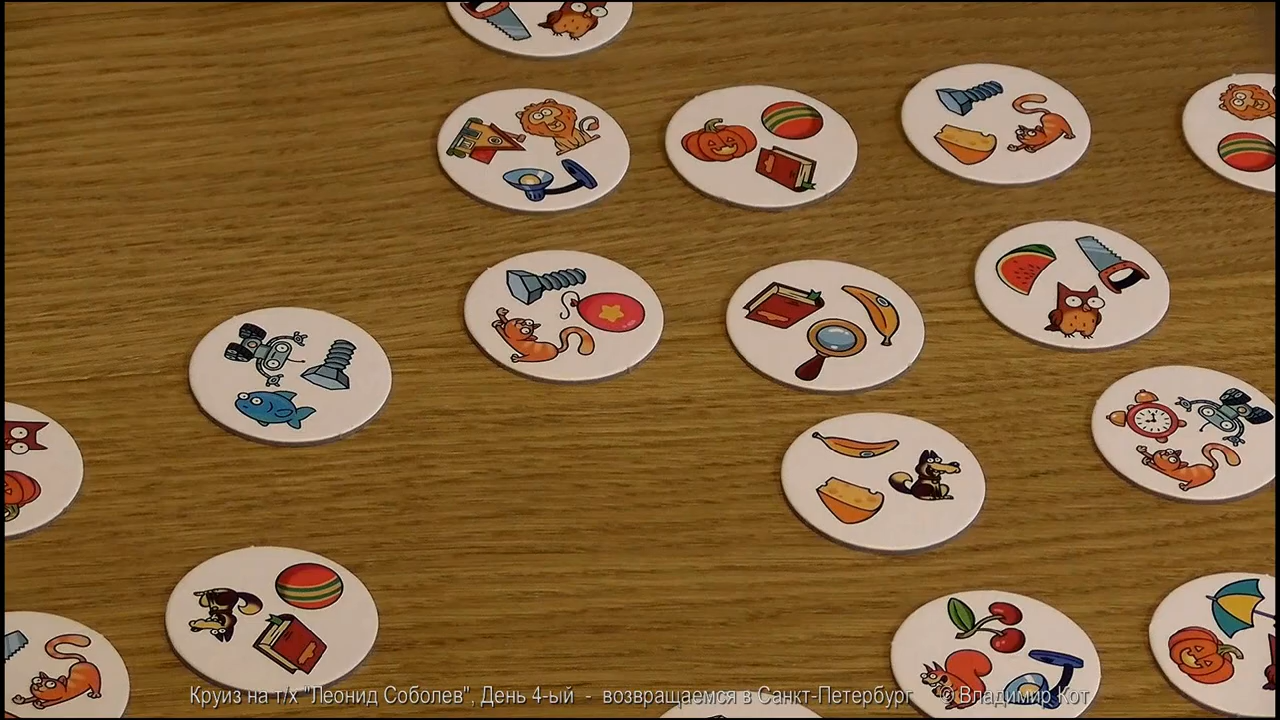 Круиз на т/х "Леонид Соболев", День 4-ый - возвращаемся в Санкт-Петербург © Владимир Кот